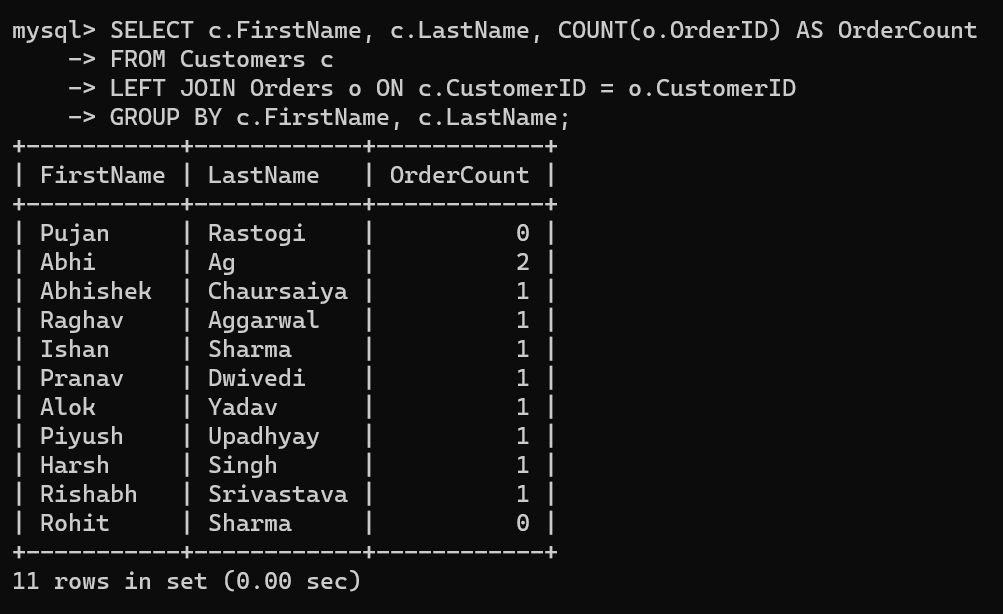 mysql> SELECT c.FirstName, c.LastName, COUNT(o.OrderID) AS OrderCount
    -> FROM Customers c
    -> LEFT JOIN Orders o ON c.CustomerID = o.CustomerID
    -> GROUP BY c.FirstName, c.LastName;
+-----------+------------+------------+
| FirstName | LastName   | OrderCount |
+-----------+------------+------------+
| Pujan     | Rastogi    |          0 |
| Abhi      | Ag         |          2 |
| Abhishek  | Chaursaiya |          1 |
| Raghav    | Aggarwal   |          1 |
| Ishan     | Sharma     |          1 |
| Pranav    | Dwivedi    |          1 |
| Alok      | Yadav      |          1 |
| Piyush    | Upadhyay   |          1 |
| Harsh     | Singh      |          1 |
| Rishabh   | Srivastava |          1 |
| Rohit     | Sharma     |          0 |
+-----------+------------+------------+
11 rows in set (0.00 sec)